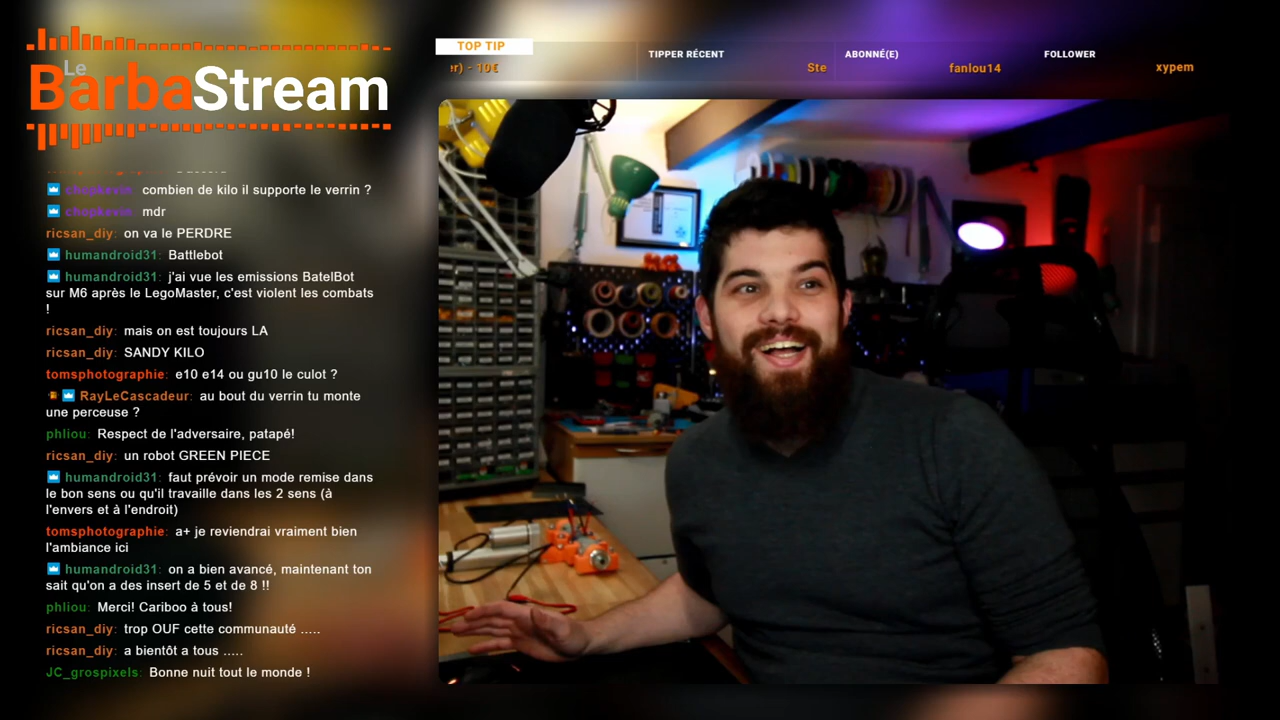 Le
BarbaStream
TOP TIP
er) - 10€
TIPPER RÉCENT
Ste
ABONNÉ(E)
fanlou14
FOLLOWER
xypem
chopkevin: combien de kilo il supporte le verrin ?
chopkevin: mdr
ricsan_diy: on va le PERDRE
humandroid31: Battlebot
humandroid31: j'ai vue les emissions BatelBot
sur M6 après le LegoMaster, c'est violent les combats
!
ricsan_diy: mais on est toujours LA
ricsan_diy: SANDY KILO
tomsphotographie: e10 e14 ou gu10 le culot ?
RayLeCascadeur: au bout du verrin tu monte
une perceuse ?
phliou: Respect de l'adversaire, patapé!
ricsan_diy: un robot GREEN PIECE
humandroid31: faut prévoir un mode remise dans
le bon sens ou qu'il travaille dans les 2 sens (à
l'envers et à l'endroit)
tomsphotographie: a+ je reviendrai vraiment bien
l'ambiance ici
humandroid31: on a bien avancé, maintenant ton
sait qu'on a des insert de 5 et de 8 !!
phliou: Merci! Cariboo à tous!
ricsan_diy: trop OUF cette communauté .....
ricsan_diy: a bientôt a tous .....
JC_grospixels: Bonne nuit tout le monde !